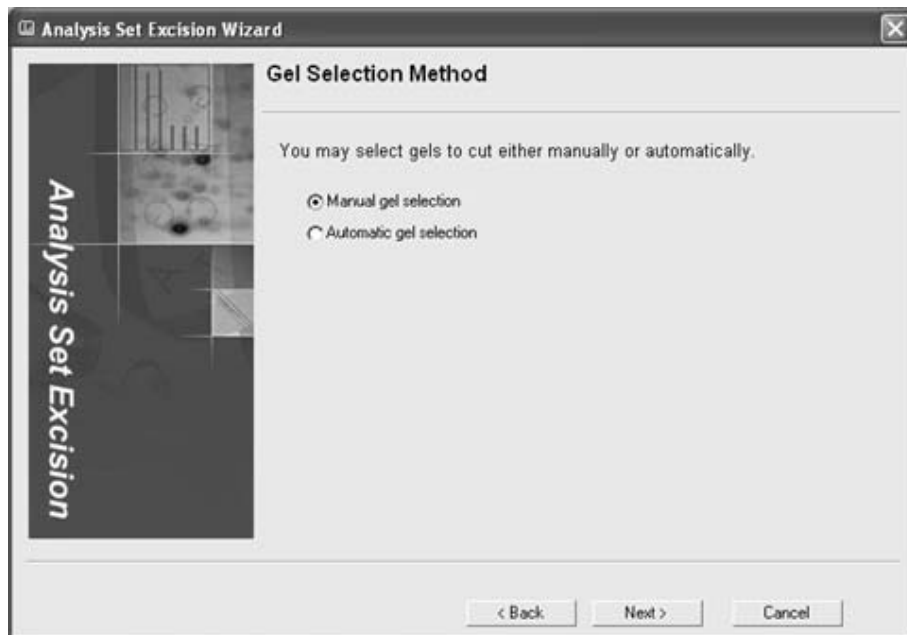 Analysis Set Excision Wizard
Analysis Set Excision
Gel Selection Method
You may select gels to cut either manually or automatically.
Manual gel selection
Automatic gel selection
< Back
Next >
Cancel